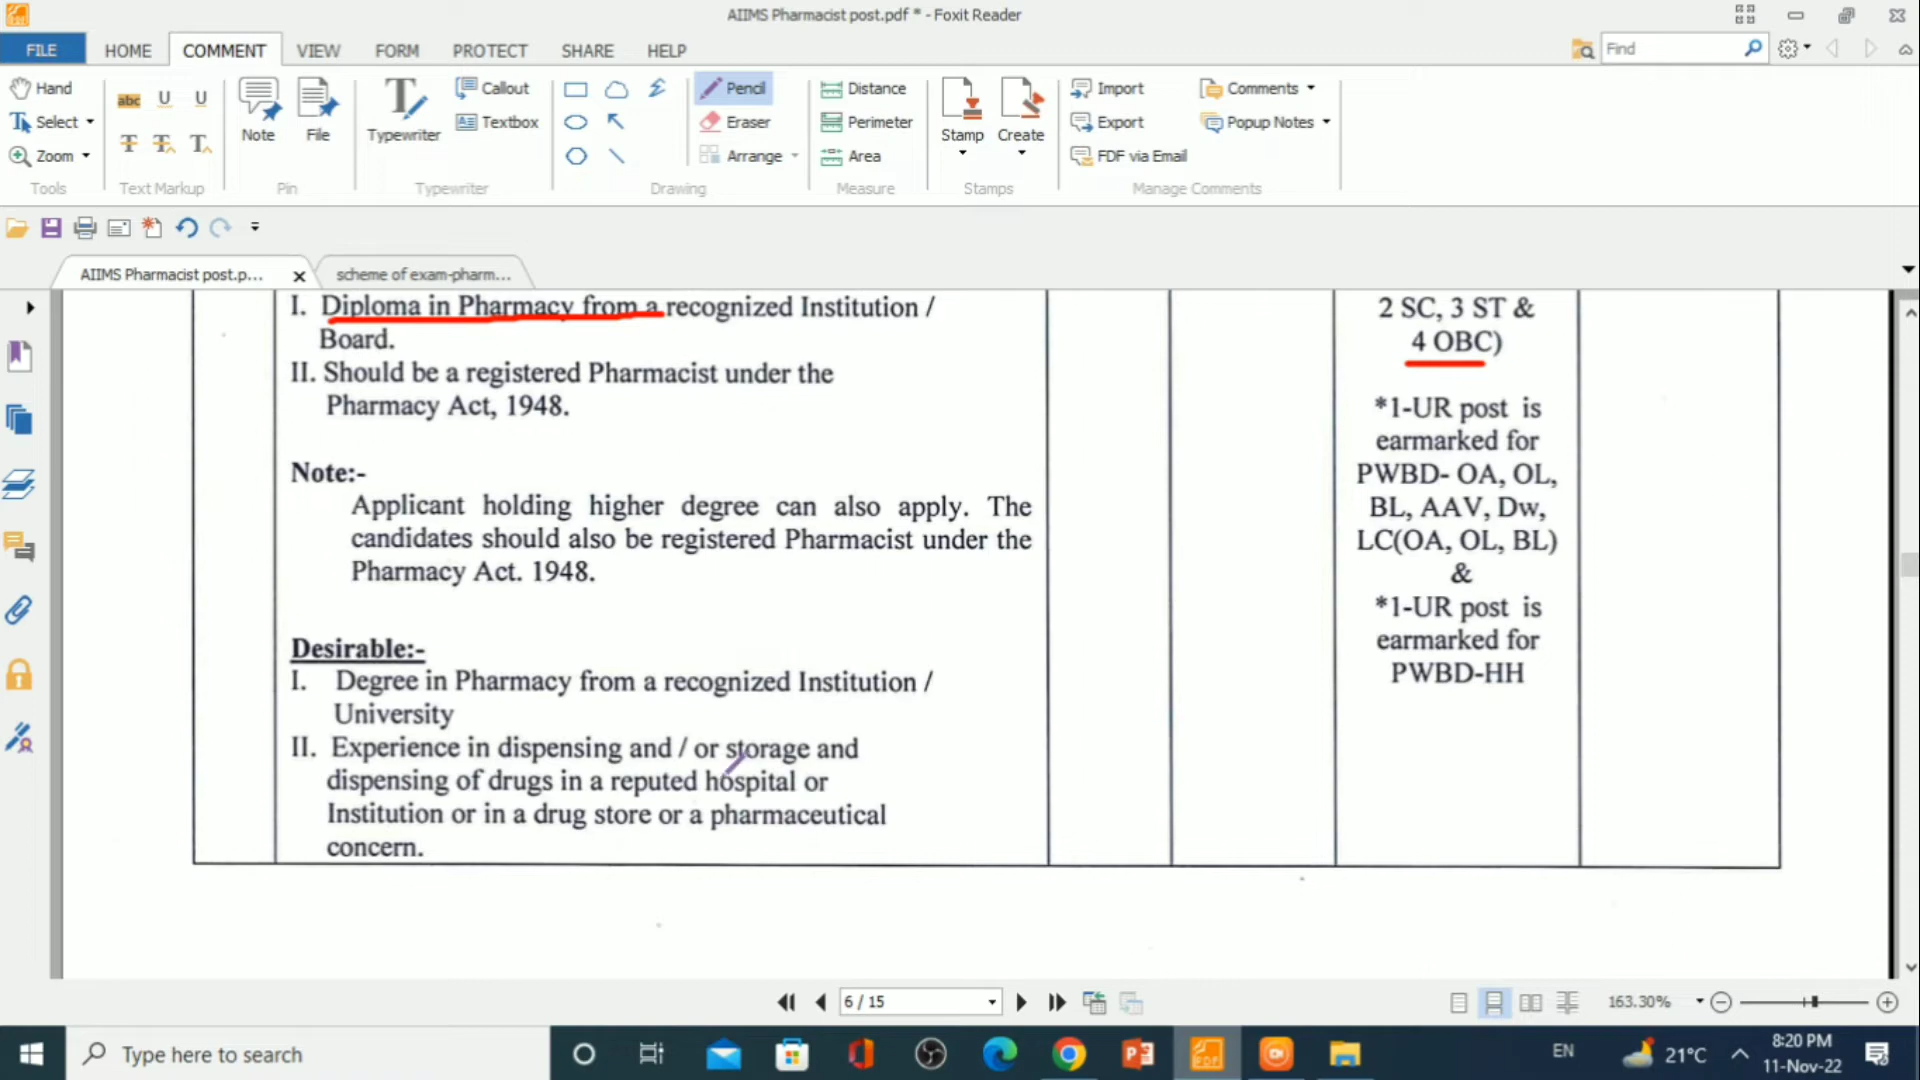 AIIMS Pharmacist post.pdf * - Foxit Reader
FILE HOME COMMENT VIEW FORM PROTECT SHARE HELP
Find
Hand
Select
Zoom
Tools
abc U U
T T T
Text Markup
Note
File
Pin
Typewriter
Callout
Textbox
Typewriter
Drawing
Pencil
Eraser
Arrange
Distance
Perimeter
Area
Measure
Stamp
Create
Stamps
Import
Export
FDF via Email
Comments
Popup Notes
Manage Comments
AIIMS Pharmacist post.p...
scheme of exam-pharm...
I. Diploma in Pharmacy from a recognized Institution /
Board.
II. Should be a registered Pharmacist under the
Pharmacy Act, 1948.
Note:-
Applicant holding higher degree can also apply. The
candidates should also be registered Pharmacist under the
Pharmacy Act. 1948.
Desirable:-
I. Degree in Pharmacy from a recognized Institution /
University
II. Experience in dispensing and / or storage and
dispensing of drugs in a reputed hospital or
Institution or in a drug store or a pharmaceutical
concern.
2 SC, 3 ST &
4 OBC)
*1-UR post is
earmarked for
PWBD- OA, OL,
BL, AAV, Dw,
LC(OA, OL, BL)
&
*1-UR post is
earmarked for
PWBD-HH
6 / 15
163.30%
Type here to search
EN
21°C
8:20 PM
11-Nov-22